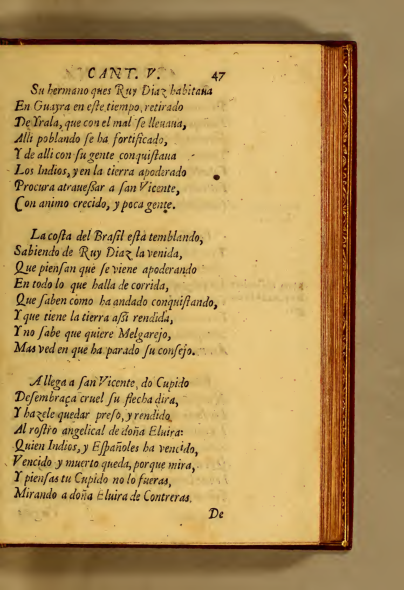 CANT. V. 47
Su hermano ques Ruy Diaz habitaua
En Guayra en eſte tiempo, retirado
De Yrala, que con el mal ſe lleuaua,
Alli poblando ſe ha fortificado,
Y de alli con ſu gente conquiſtaua
Los Indios, y en la tierra apoderado
Procura atraueßar a ſan Vicente,
Con animo crecido, y poca gente.
La coſta del Braſil eſtà temblando,
Sabiendo de Ruy Diaz la venida,
Que pienſan que ſe viene apoderando
En todo lo que halla de corrida,
Que ſaben como ha andado conquiſtando,
Y que tiene la tierra aßi rendida,
Y no ſabe que quiere Melgarejo,
Mas ved en que ha parado ſu conſejo.
Allega a ſan Vicente, do Cupido
Deſembraça cruel ſu flecha dira,
Y hazele quedar preſo, y rendido
Al roſtro angelical de doña Eluira:
Quien Indios, y Eſpañoles ha vencido,
Vencido y muerto queda, porque mira,
Y pienſas tu Cupido no lo fueras,
Mirando a doña Eluira de Contreras.
De